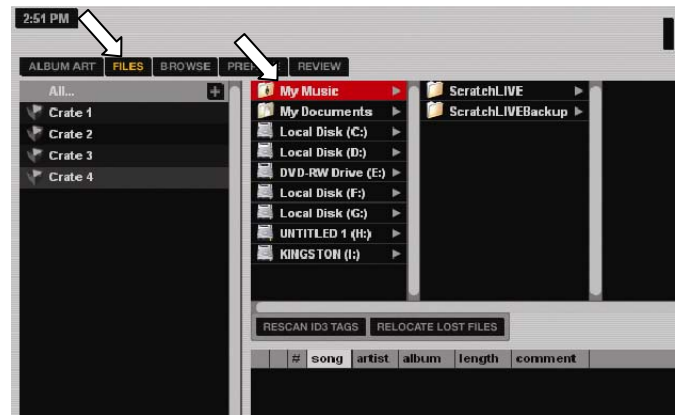 2:51 PM
ALBUM ART FILES BROWSE REVIEW
All...
Crate 1
Crate 2
Crate 3
Crate 4
My Music
My Documents
Local Disk (C:)
Local Disk (D:)
DVD-RW Drive (E:)
Local Disk (F:)
Local Disk (G:)
UNTITLED 1 (H:)
KINGSTON (I:)
ScratchLIVE
ScratchLIVEBackup
RESCAN ID3 TAGS RELOCATE LOST FILES
# song artist album length comment